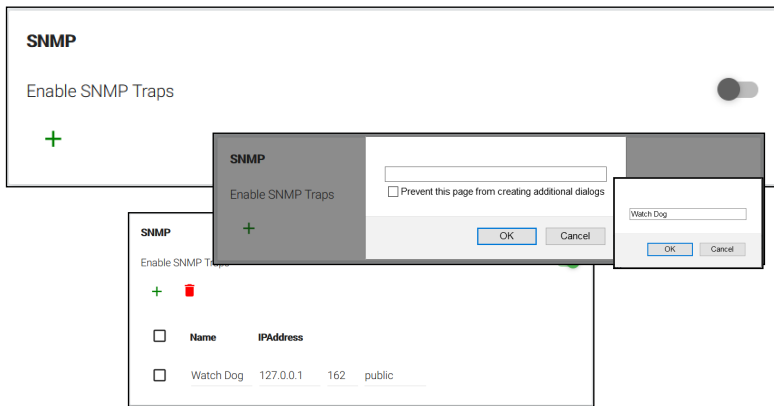 SNMP
Enable SNMP Traps
+
SNMP
Enable SNMP Traps
+
Prevent this page from creating additional dialogs
OK Cancel
Watch Dog
OK Cancel
SNMP
Enable SNMP
+
Name IPAddress
Watch Dog 127.0.0.1 162 public